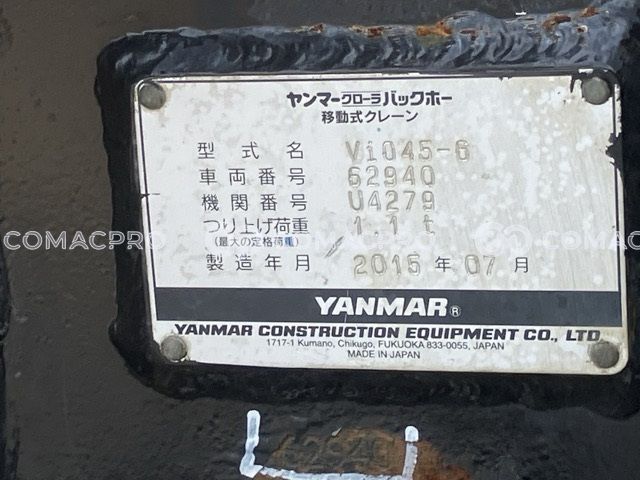 ヤンマークローラバックホー
移動式クレーン
型式名 ViO45-6
車両番号 62940
機関番号 U4279
つり上げ荷重 1.1t
(最大の定格荷重)
COMACPRO COMACPRO
製造年月 2015年07月
YANMAR®
YANMAR CONSTRUCTION EQUIPMENT CO., LTD.
1717-1 Kumano, Chikugo, FUKUOKA 833-0055, JAPAN
MADE IN JAPAN